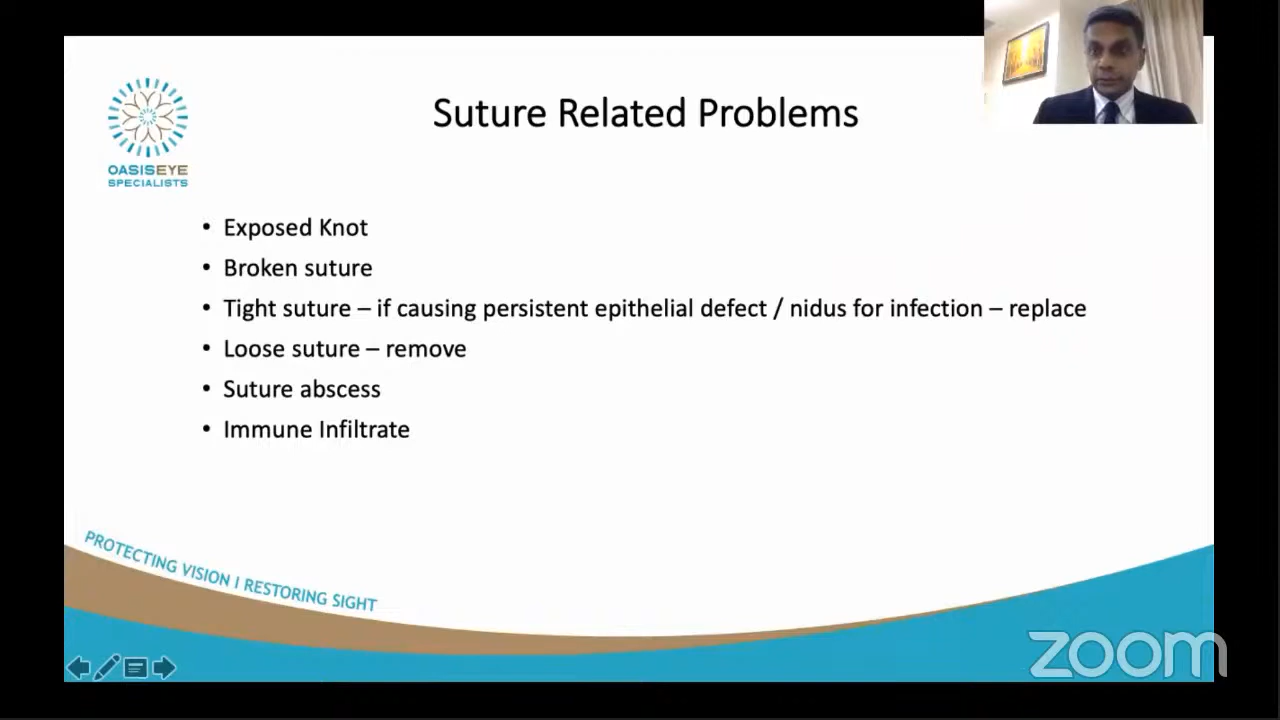 Suture Related Problems
OASISEYE
SPECIALISTS
• Exposed Knot
• Broken suture
• Tight suture – if causing persistent epithelial defect / nidus for infection – replace
• Loose suture – remove
• Suture abscess
• Immune Infiltrate
PROTECTING VISION I RESTORING SIGHT
zoom